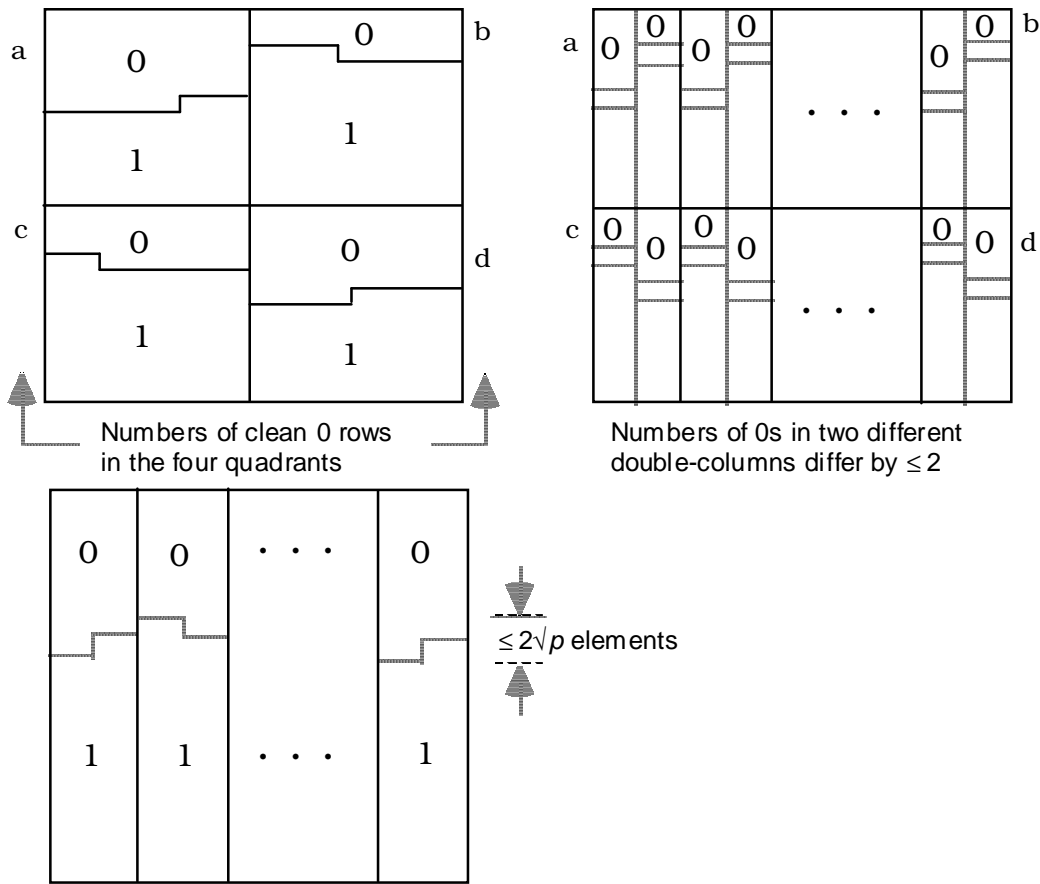 a 0 0 b
1 1
c 0 0 d
1 1
Numbers of clean 0 rows
in the four quadrants
a 0 0 0 0 0 0 b
. . .
c 0 0 0 0 0 0 d
. . .
Numbers of 0s in two different
double-columns differ by ≤ 2
0 0 . . . 0
≤ 2√p elements
1 1 . . . 1